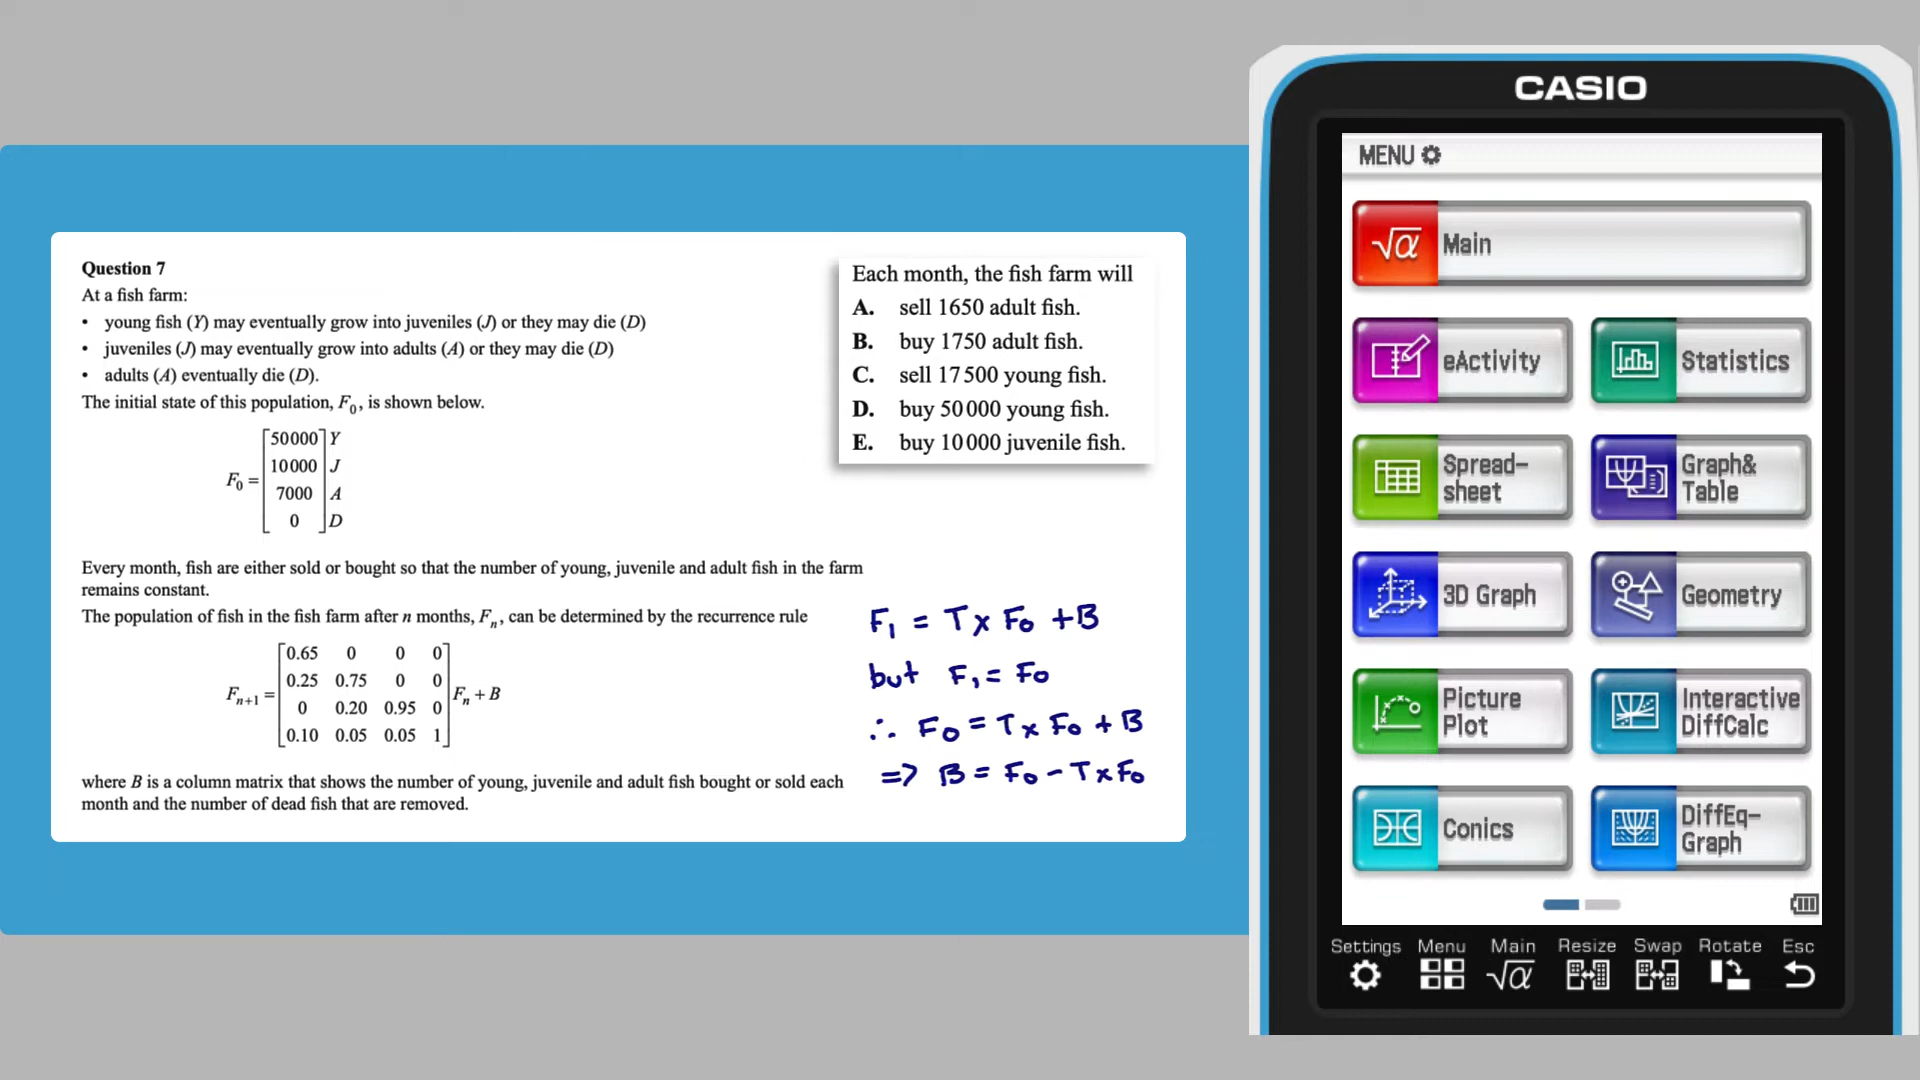 Question 7
At a fish farm:
• young fish (Y) may eventually grow into juveniles (J) or they may die (D)
• juveniles (J) may eventually grow into adults (A) or they may die (D)
• adults (A) eventually die (D).
The initial state of this population, F₀, is shown below.
F₀ =
50000 Y
10000 J
7000 A
0 D
Every month, fish are either sold or bought so that the number of young, juvenile and adult fish in the farm
remains constant.
The population of fish in the fish farm after n months, Fₙ, can be determined by the recurrence rule
Fₙ₊₁ =
0.65 0 0 0
0.25 0.75 0 0
0 0.20 0.95 0
0.10 0.05 0.05 1
Fₙ + B
where B is a column matrix that shows the number of young, juvenile and adult fish bought or sold each
month and the number of dead fish that are removed.
Each month, the fish farm will
A. sell 1650 adult fish.
B. buy 1750 adult fish.
C. sell 17 500 young fish.
D. buy 50 000 young fish.
E. buy 10 000 juvenile fish.
F₁ = T × F₀ + B
but F₁ = F₀
∴ F₀ = T × F₀ + B
=> B = F₀ − T × F₀
CASIO
MENU
√α Main
eActivity
Statistics
Spread-
sheet
Graph&
Table
3D Graph
Geometry
Picture
Plot
Interactive
DiffCalc
Conics
DiffEq-
Graph
Settings Menu Main Resize Swap Rotate Esc
√α